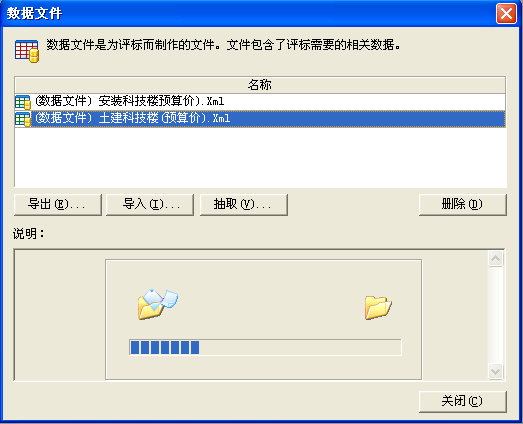 数据文件
数据文件是为评标而制作的文件。文件包含了评标需要的相关数据。
名称
(数据文件) 安装科技楼预算价).Xml
(数据文件) 土建科技楼(预算价).Xml
导出(E)... 导入(I)... 抽取(V)... 删除(D)
说明：
关闭(C)